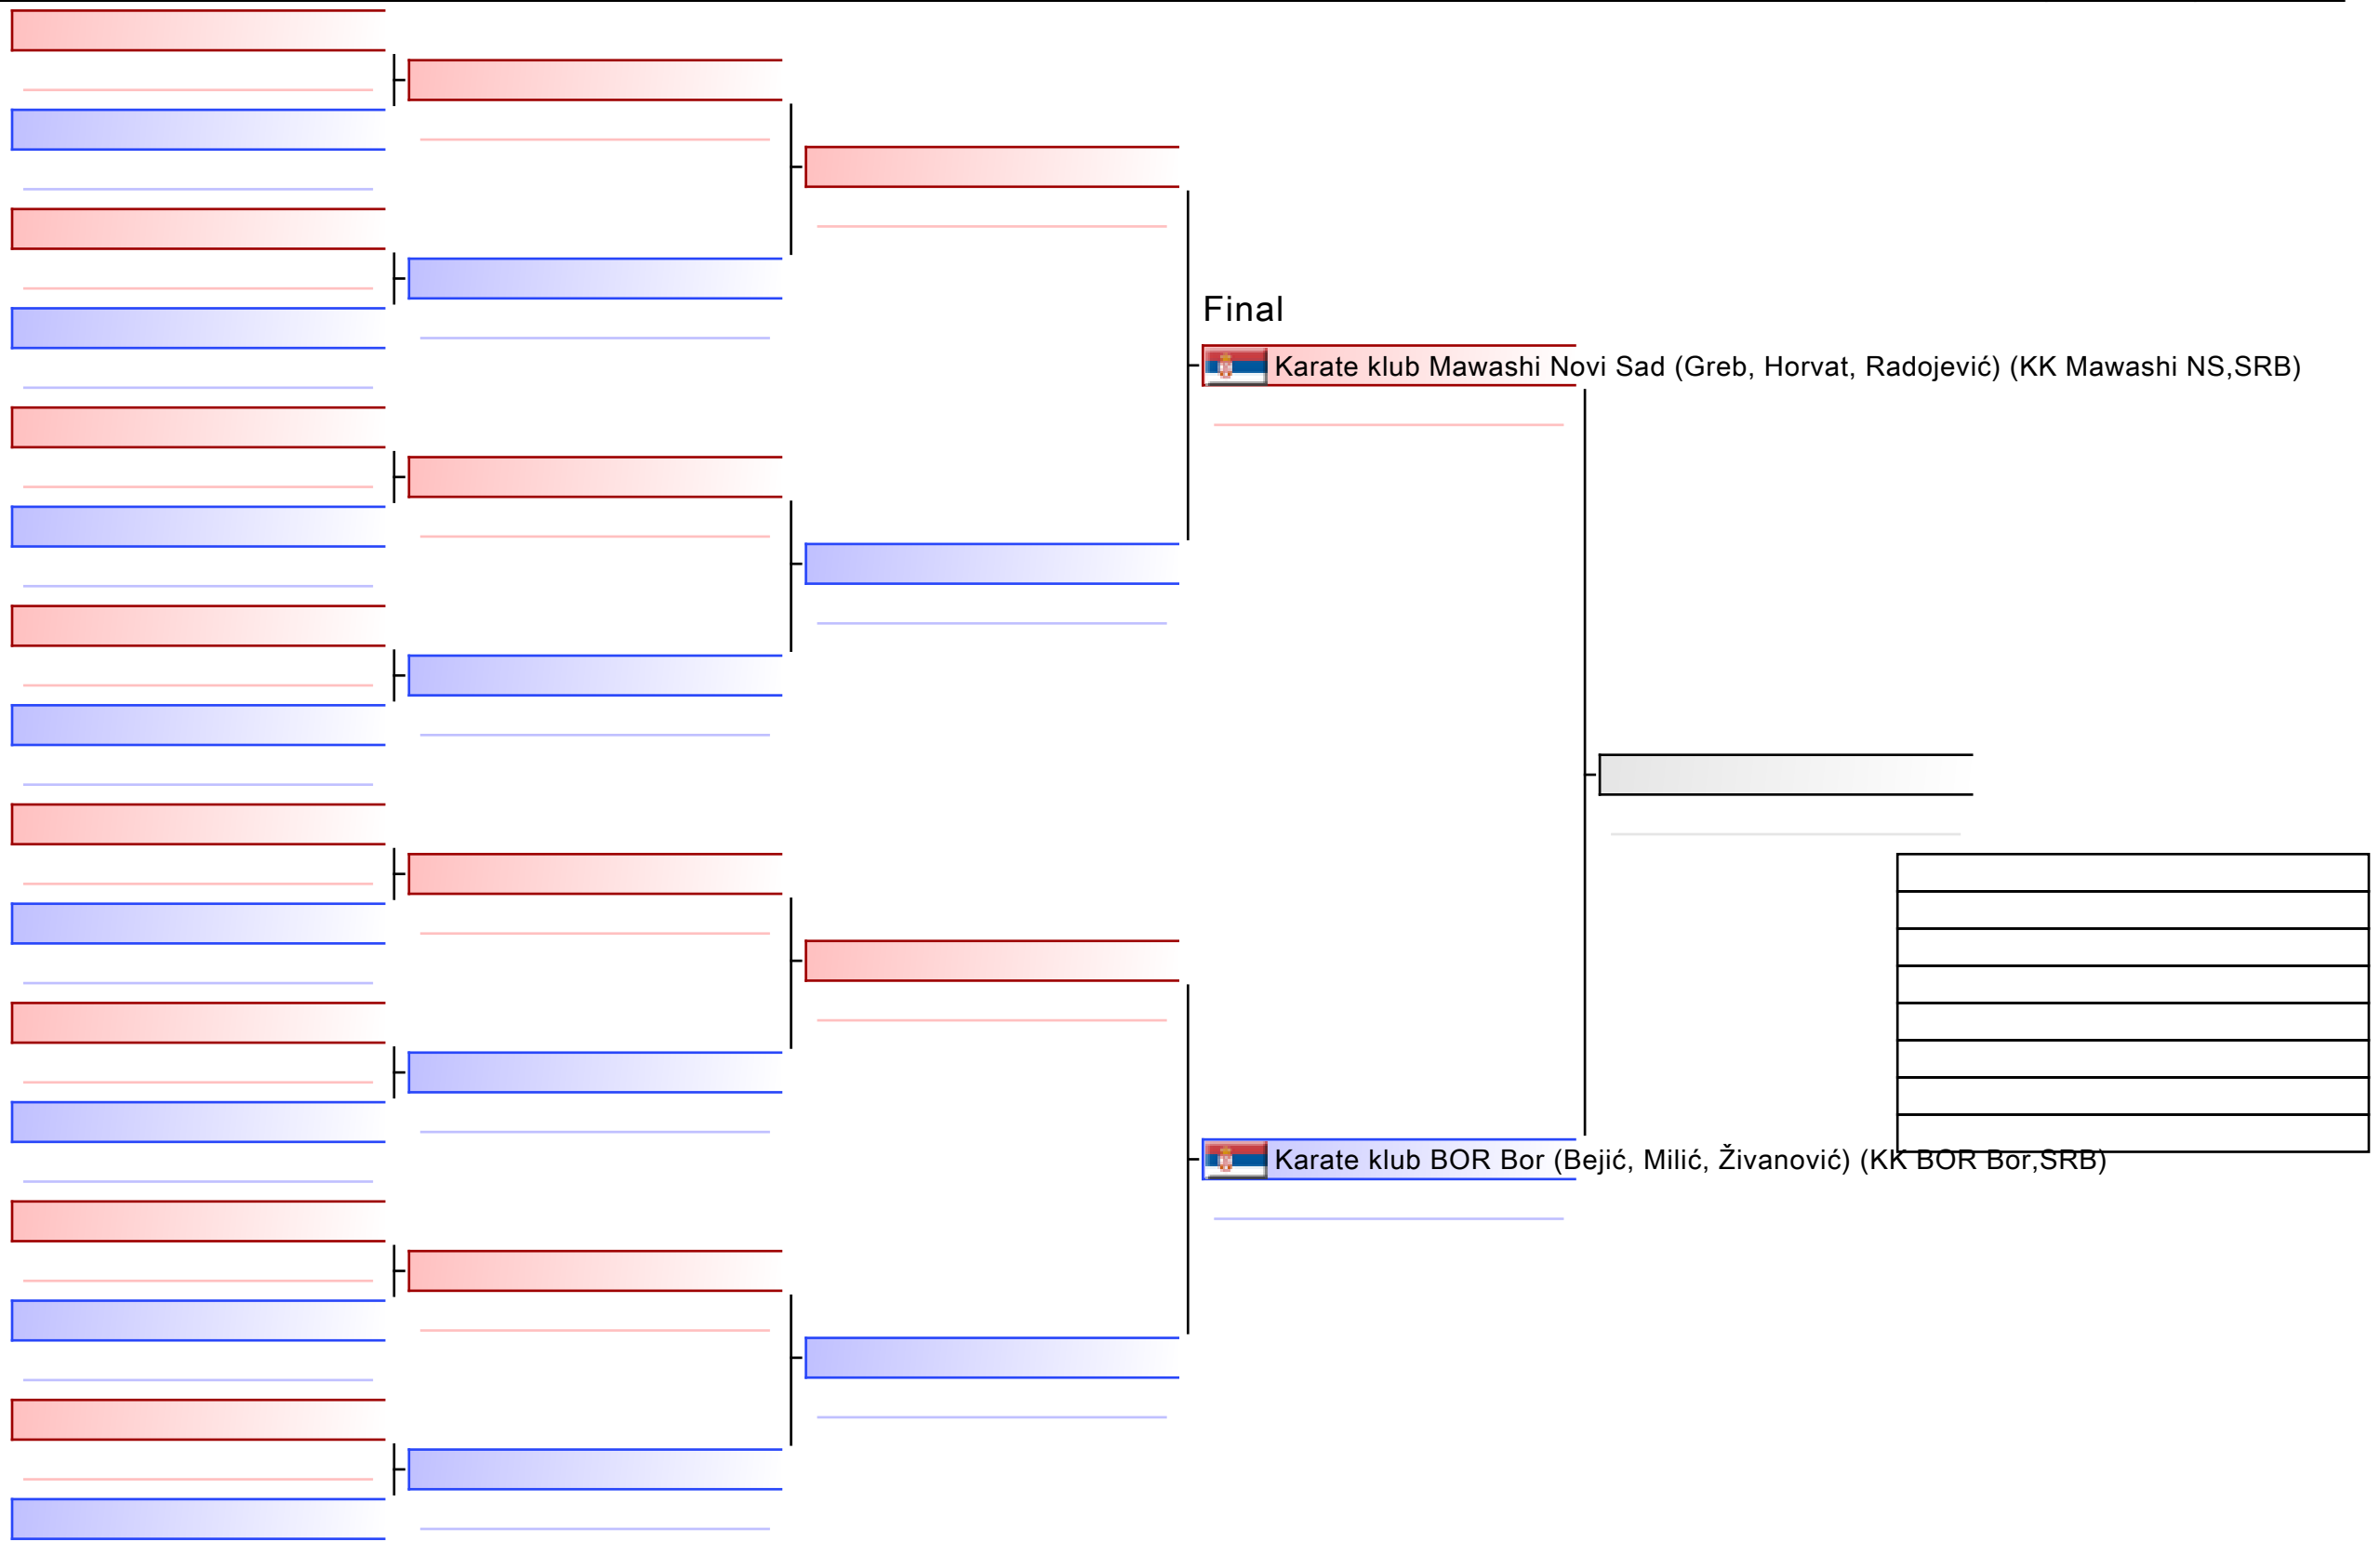 Final
Karate klub Mawashi Novi Sad (Greb, Horvat, Radojević) (KK Mawashi NS,SRB)
Karate klub BOR Bor (Bejić, Milić, Živanović) (KK BOR Bor,SRB)